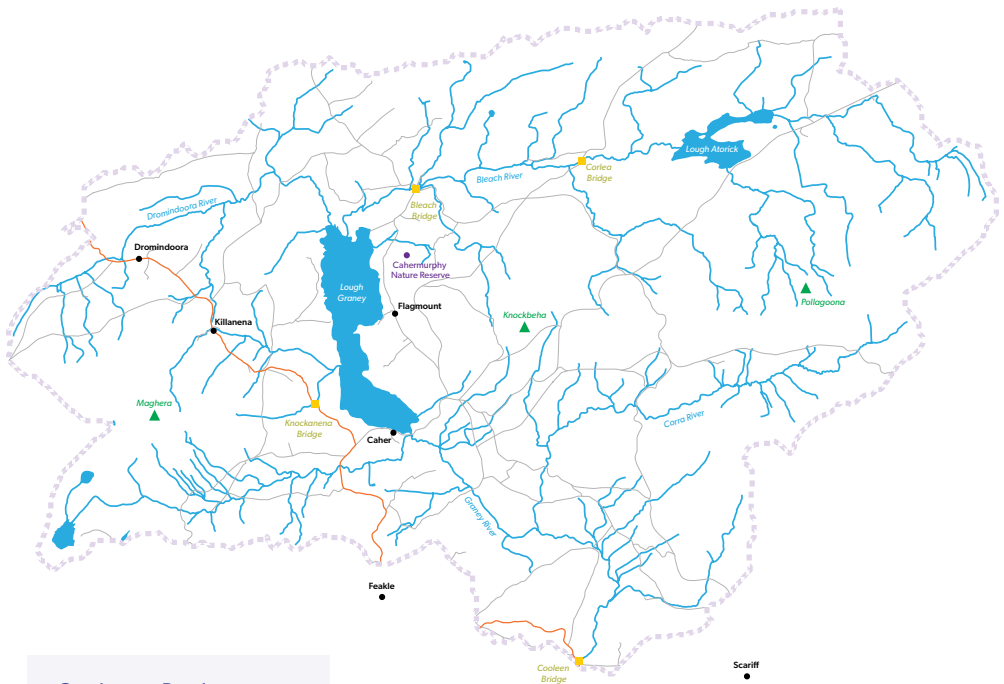 Lough Atorick
Corlea
Bridge
Bleach River
Bleach
Bridge
Dromindoora River
Dromindoora
Cahermurphy
Nature Reserve
Lough
Graney
Flagmount
Pollagoona
Knockbeha
Killanena
Maghera
Knockanena
Bridge
Caher
Corra River
Graney River
Feakle
Cooleen
Bridge
Scariff